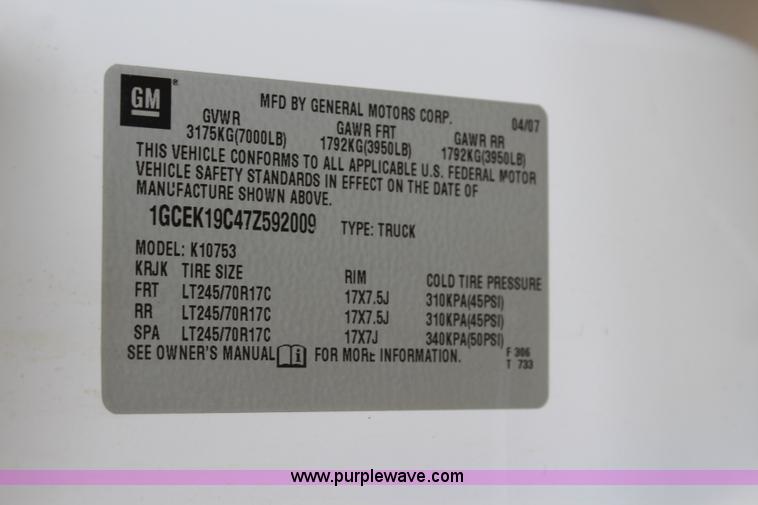 GM ®
MFD BY GENERAL MOTORS CORP. 04/07
GVWR GAWR FRT GAWR RR
3175KG(7000LB) 1792KG(3950LB) 1792KG(3950LB)
THIS VEHICLE CONFORMS TO ALL APPLICABLE U.S. FEDERAL MOTOR
VEHICLE SAFETY STANDARDS IN EFFECT ON THE DATE OF
MANUFACTURE SHOWN ABOVE.
1GCEK19C47Z592009 TYPE: TRUCK
MODEL: K10753
KRJK TIRE SIZE RIM COLD TIRE PRESSURE
FRT LT245/70R17C 17X7.5J 310KPA(45PSI)
RR LT245/70R17C 17X7.5J 310KPA(45PSI)
SPA LT245/70R17C 17X7J 340KPA(50PSI)
SEE OWNER'S MANUAL i FOR MORE INFORMATION.
F 306
T 733
www.purplewave.com